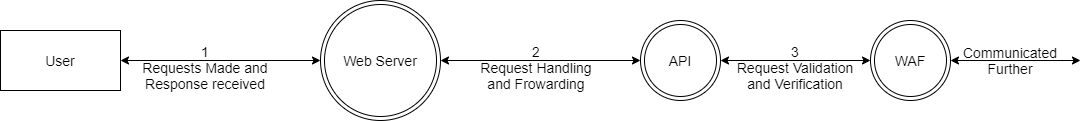 User
1
Requests Made and
Response received
Web Server
2
Request Handling
and Frowarding
API
3
Request Validation
and Verification
WAF
Communicated
Further